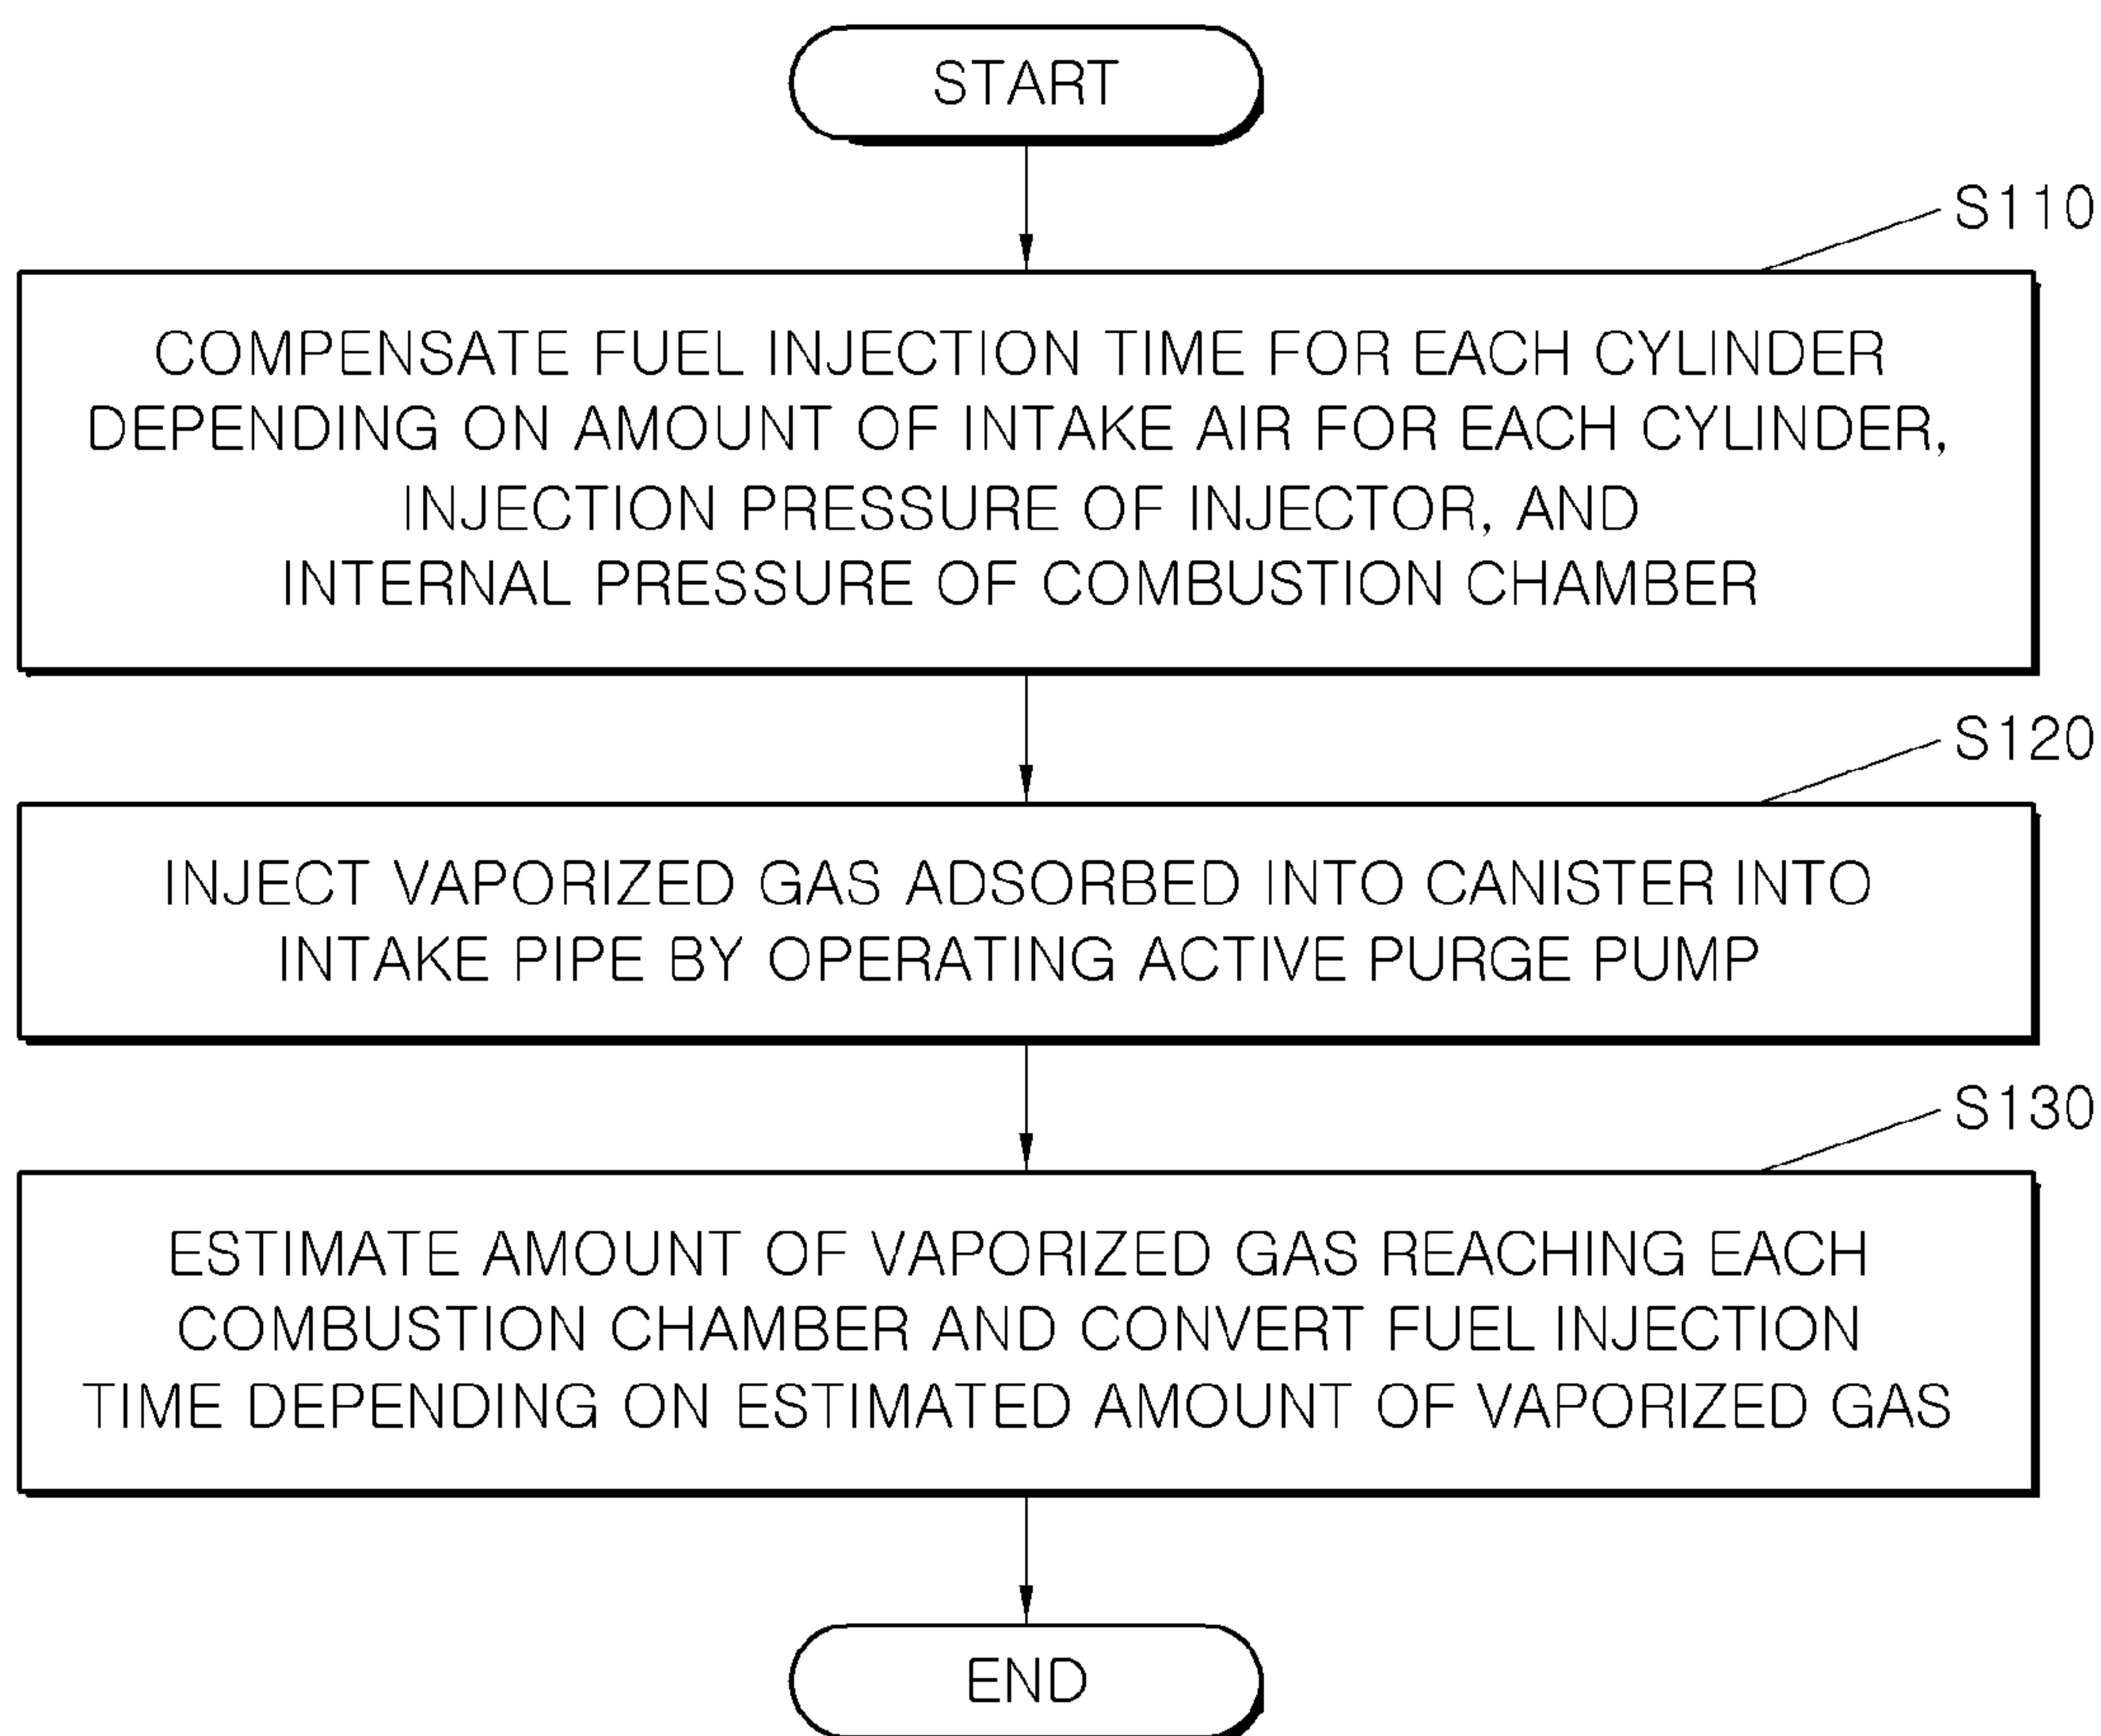 START
S110
COMPENSATE FUEL INJECTION TIME FOR EACH CYLINDER
DEPENDING ON AMOUNT OF INTAKE AIR FOR EACH CYLINDER,
INJECTION PRESSURE OF INJECTOR, AND
INTERNAL PRESSURE OF COMBUSTION CHAMBER
S120
INJECT VAPORIZED GAS ADSORBED INTO CANISTER INTO
INTAKE PIPE BY OPERATING ACTIVE PURGE PUMP
S130
ESTIMATE AMOUNT OF VAPORIZED GAS REACHING EACH
COMBUSTION CHAMBER AND CONVERT FUEL INJECTION
TIME DEPENDING ON ESTIMATED AMOUNT OF VAPORIZED GAS
END